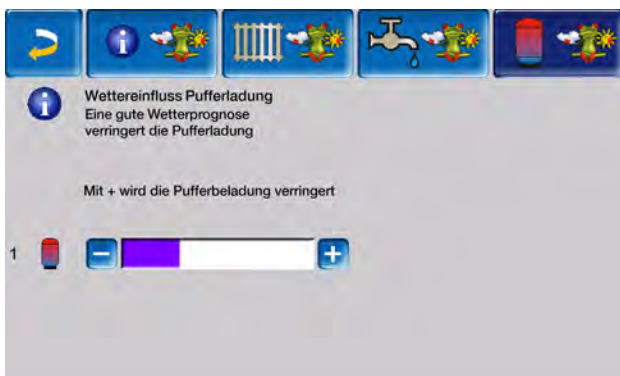 Wettereinfluss Pufferladung
Eine gute Wetterprognose
verringert die Pufferladung
Mit + wird die Pufferbeladung verringert
1